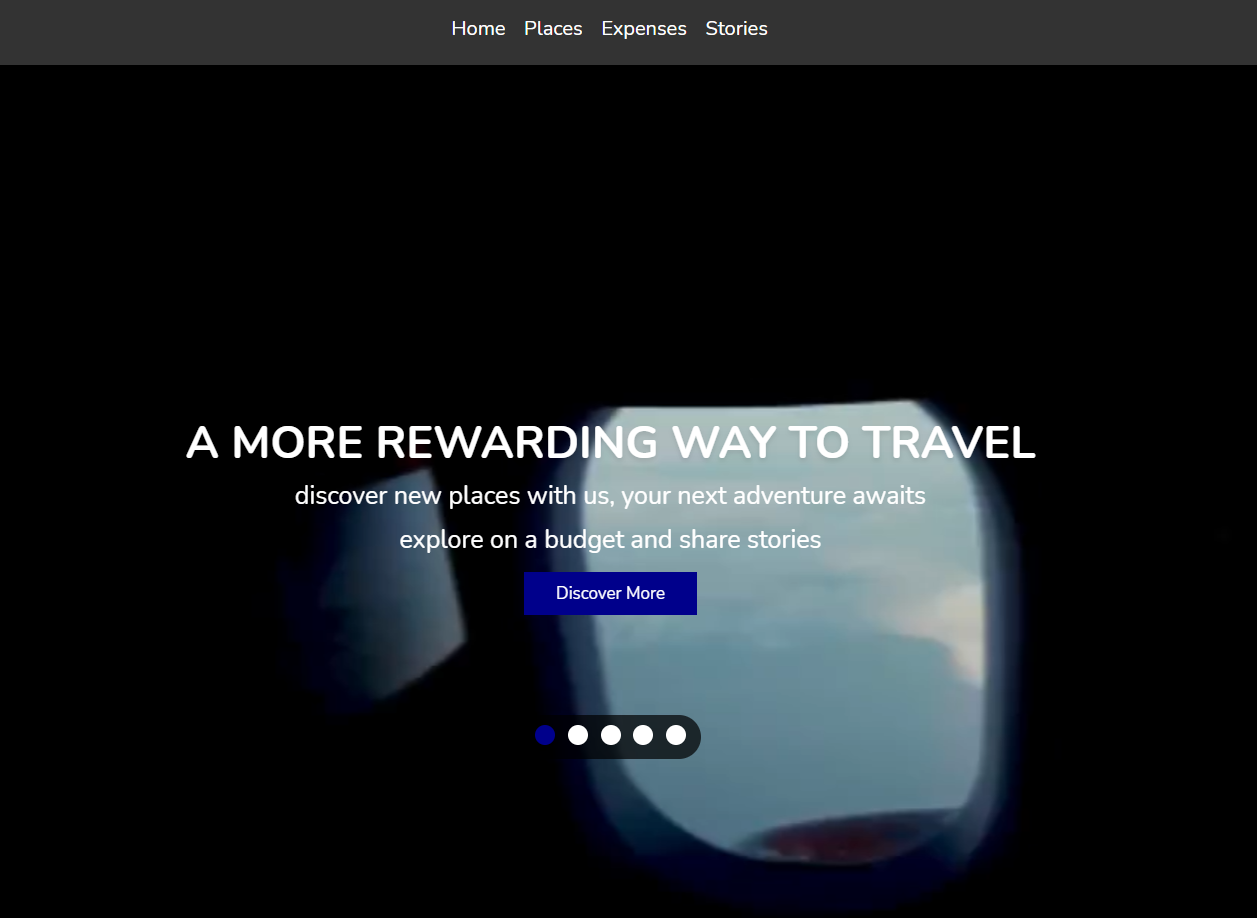 Home Places Expenses Stories
A MORE REWARDING WAY TO TRAVEL
discover new places with us, your next adventure awaits
explore on a budget and share stories
Discover More